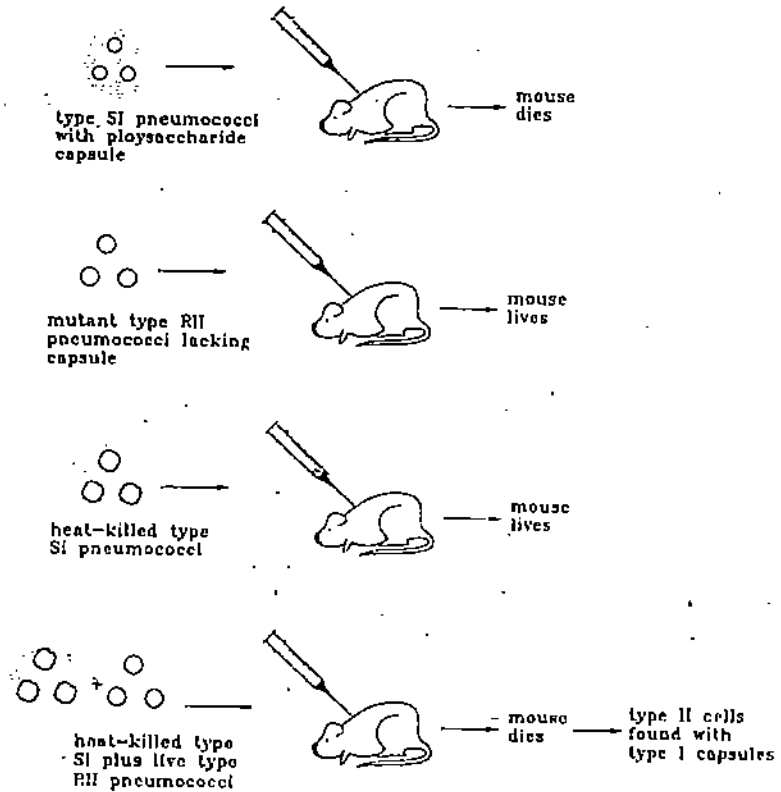 type SI pneumococci
with ploysaccharide
capsule
mouse
dies
mutant type RII
pneumococci lacking
capsule
mouse
lives
heat-killed type
SI pneumococci
mouse
lives
+
heat-killed type
SI plus live type
RII pneumococci
mouse
dies
type II cells
found with
type I capsules